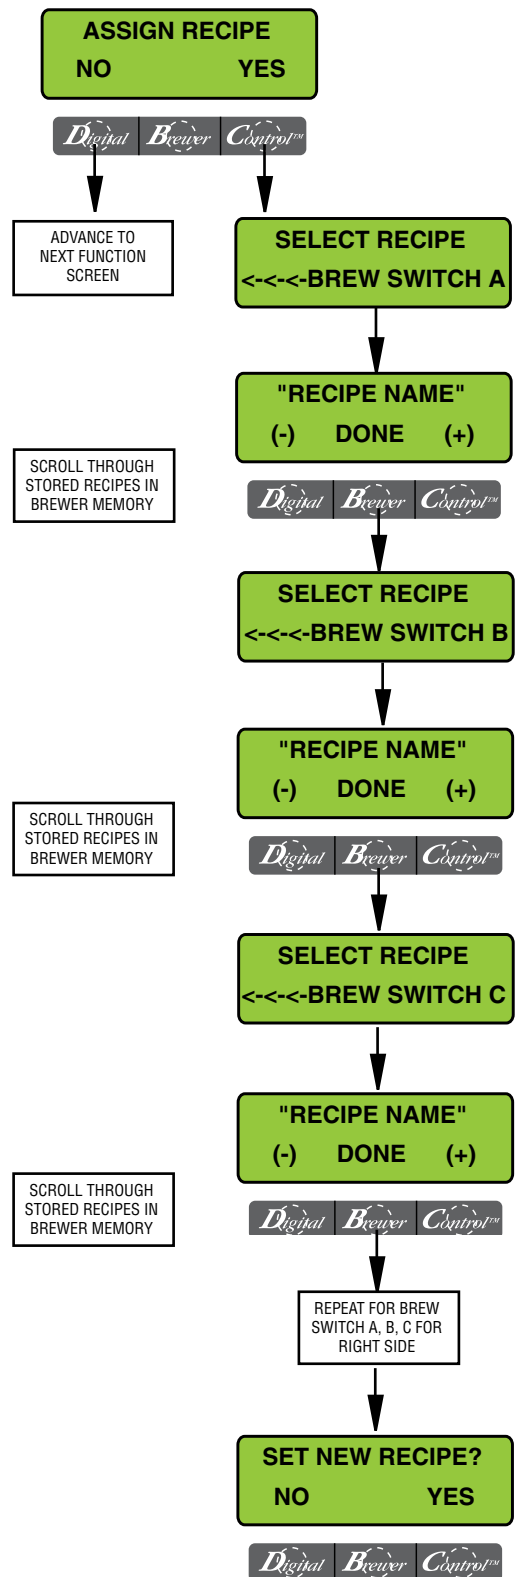 ASSIGN RECIPE
NO YES
Digital Brewer Control™
ADVANCE TO
NEXT FUNCTION
SCREEN
SELECT RECIPE
<-<-<-BREW SWITCH A
"RECIPE NAME"
(-) DONE (+)
SCROLL THROUGH
STORED RECIPES IN
BREWER MEMORY
Digital Brewer Control™
SELECT RECIPE
<-<-<-BREW SWITCH B
"RECIPE NAME"
(-) DONE (+)
SCROLL THROUGH
STORED RECIPES IN
BREWER MEMORY
Digital Brewer Control™
SELECT RECIPE
<-<-<-BREW SWITCH C
"RECIPE NAME"
(-) DONE (+)
SCROLL THROUGH
STORED RECIPES IN
BREWER MEMORY
Digital Brewer Control™
REPEAT FOR BREW
SWITCH A, B, C FOR
RIGHT SIDE
SET NEW RECIPE?
NO YES
Digital Brewer Control™